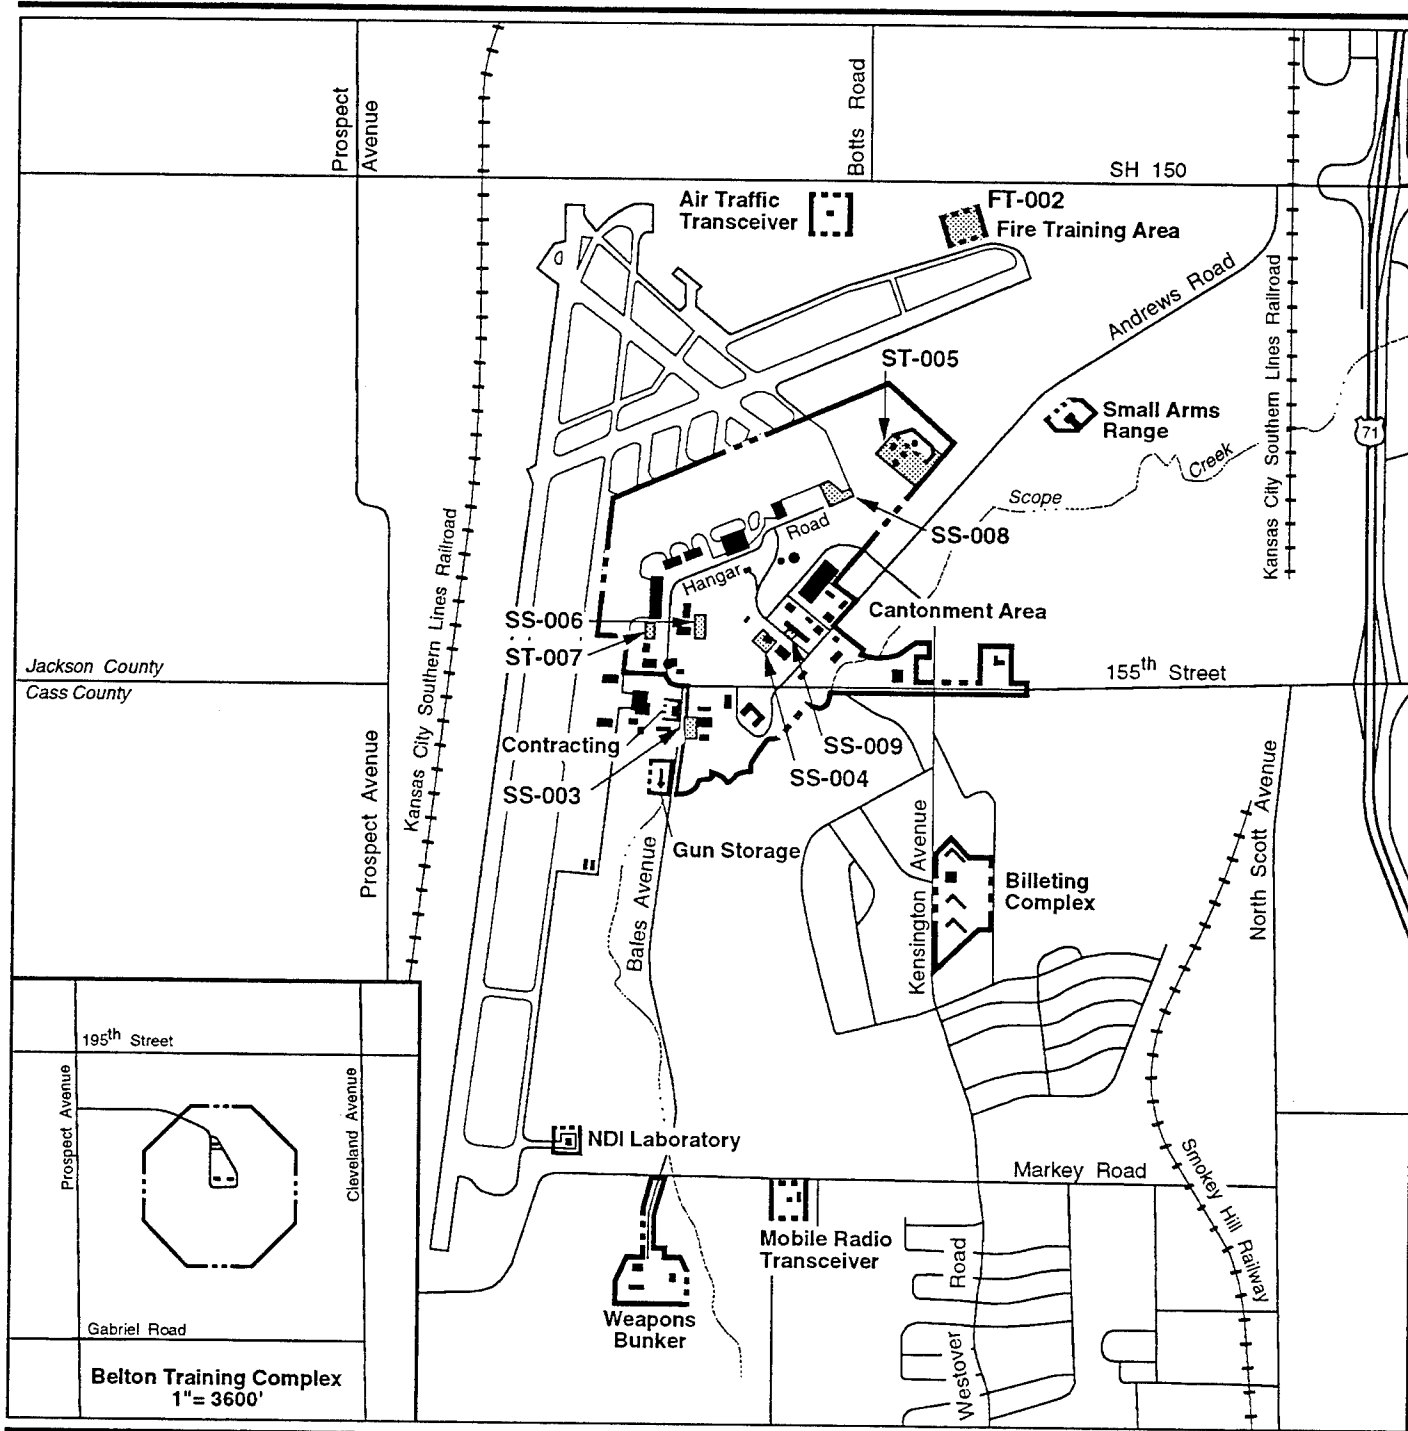 Prospect
Avenue
Botts Road
SH 150
Air Traffic
Transceiver
FT-002
Fire Training Area
Andrews Road
Kansas City Southern Lines Railroad
ST-005
Small Arms
Range
71
Creek
Scope
SS-008
Road
Hangar
Kansas City Southern Lines Railroad
SS-006
ST-007
Cantonment Area
Jackson County
Cass County
155th Street
Prospect Avenue
Contracting
SS-003
SS-009
SS-004
Gun Storage
Bales Avenue
Kensington Avenue
Billeting
Complex
North Scott Avenue
195th Street
Prospect Avenue
Cleveland Avenue
Gabriel Road
Belton Training Complex
1"= 3600'
NDI Laboratory
Markey Road
Smokey Hill Railway
Mobile Radio
Transceiver
Weapons
Bunker
Westover Road